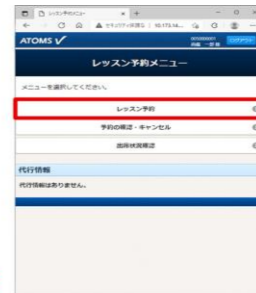 ATOMS
レッスン予約メニュー
メニューを選択してください。
レッスン予約
予約の確認・キャンセル
出席状況確認
代行情報
代行情報はありません。